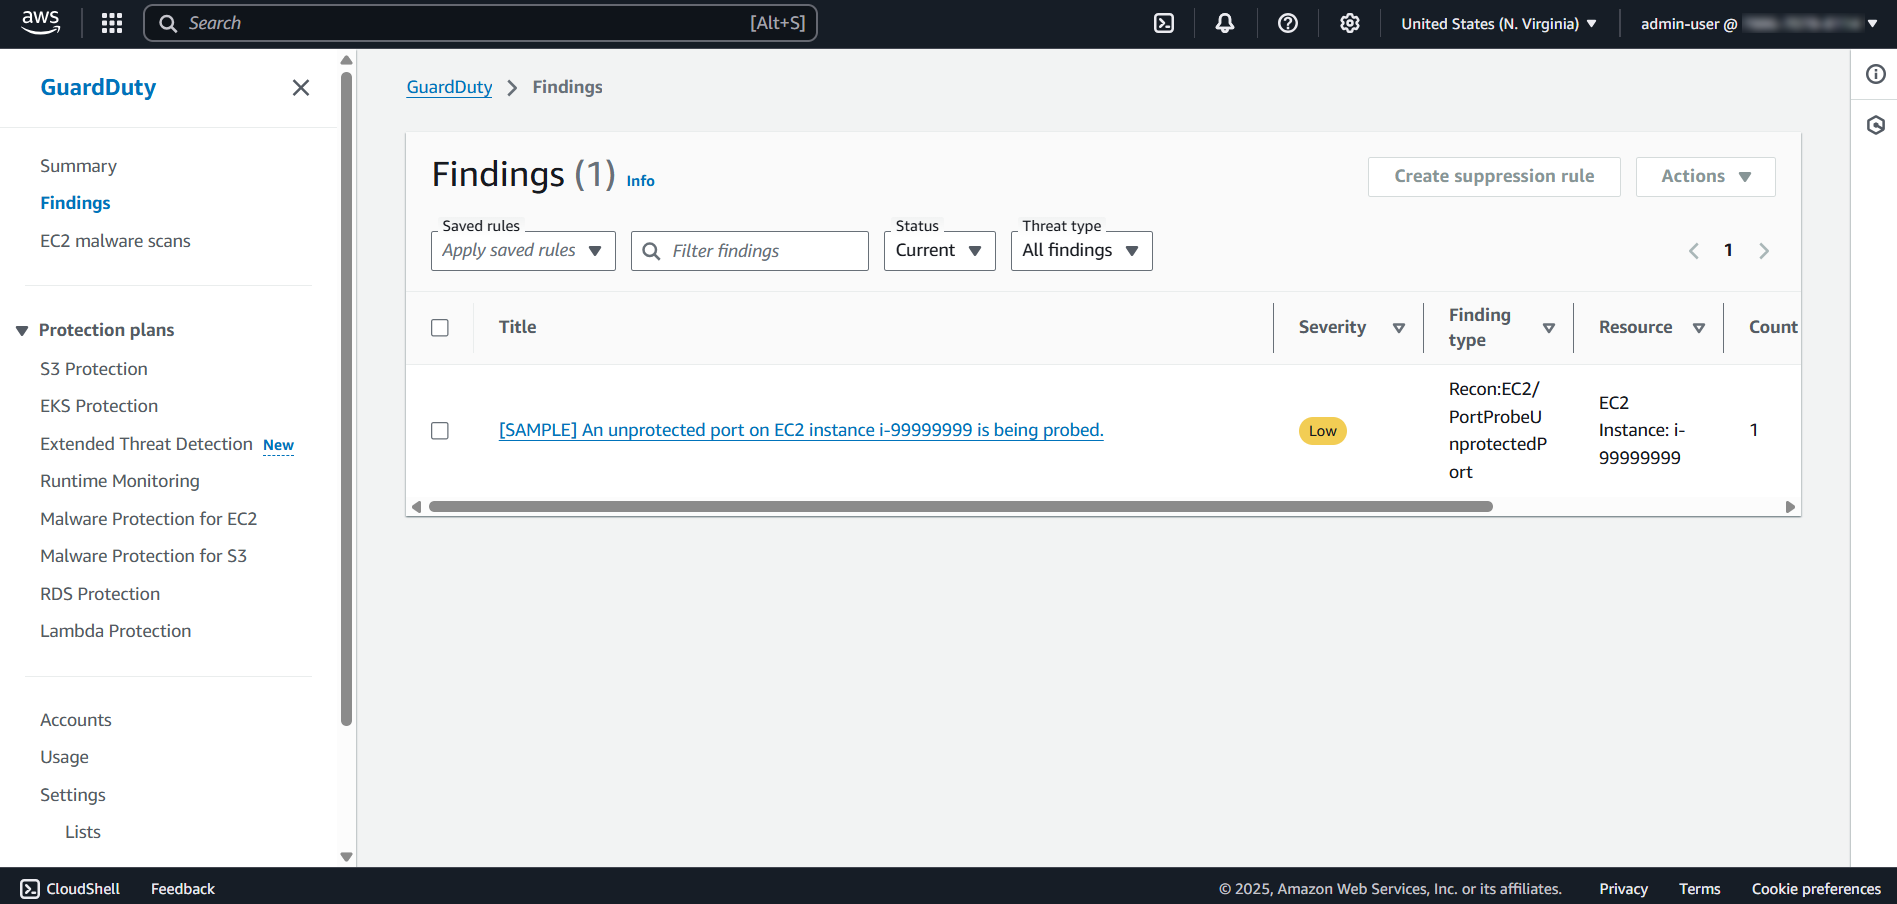 aws
Search [Alt+S]
United States (N. Virginia)
admin-user @
GuardDuty
Summary
Findings
EC2 malware scans
Protection plans
S3 Protection
EKS Protection
Extended Threat Detection New
Runtime Monitoring
Malware Protection for EC2
Malware Protection for S3
RDS Protection
Lambda Protection
Accounts
Usage
Settings
Lists
GuardDuty > Findings
Findings (1) Info
Create suppression rule
Actions
Saved rules
Apply saved rules
Filter findings
Status
Current
Threat type
All findings
1
Title
Severity
Finding
type
Resource
Count
[SAMPLE] An unprotected port on EC2 instance i-99999999 is being probed.
Low
Recon:EC2/
PortProbeU
nprotectedP
ort
EC2
Instance: i-
99999999
1
CloudShell
Feedback
© 2025, Amazon Web Services, Inc. or its affiliates.
Privacy
Terms
Cookie preferences